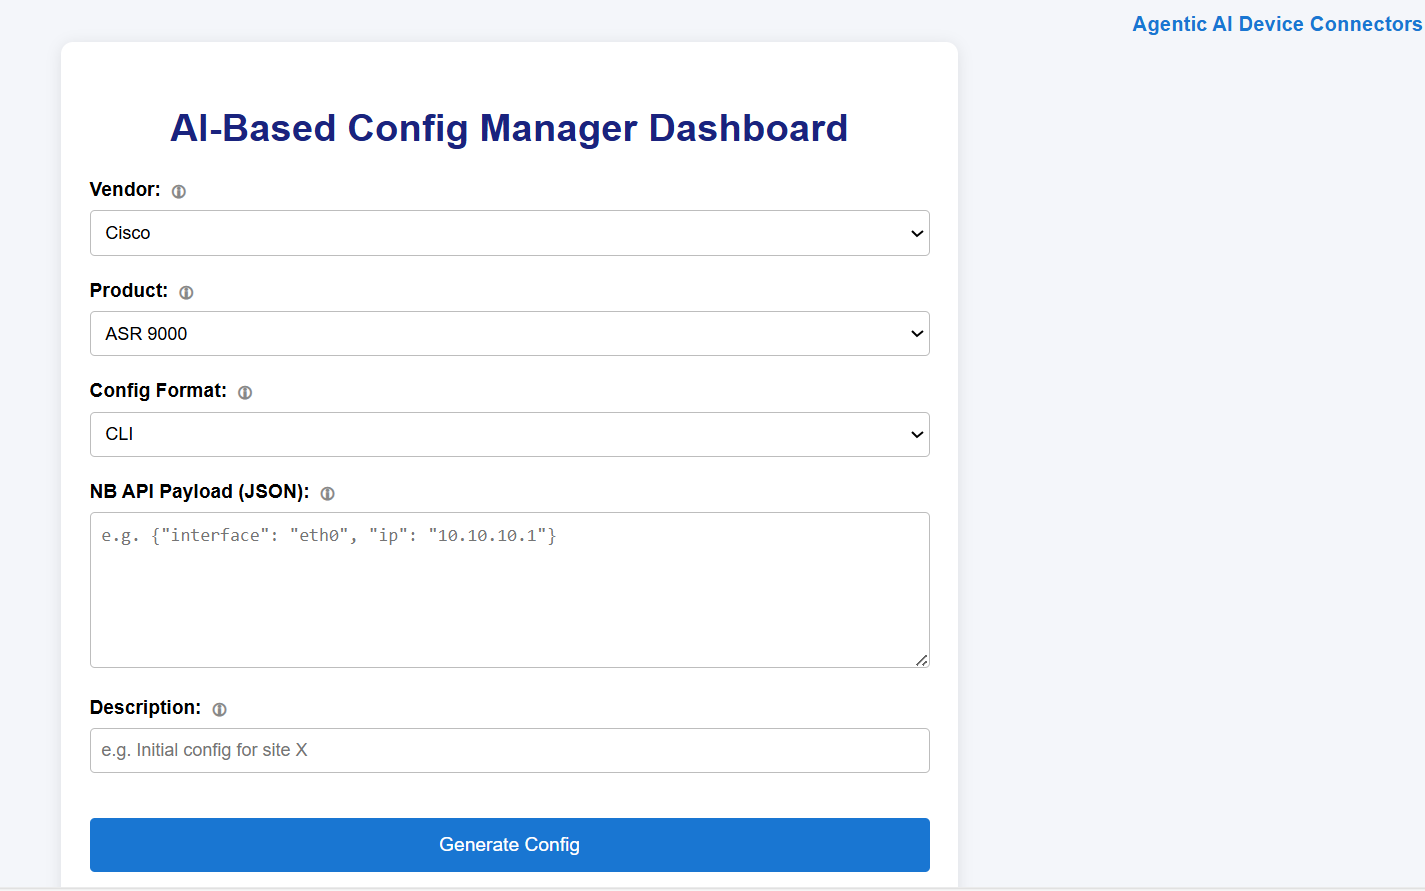 Agentic AI Device Connectors
AI-Based Config Manager Dashboard
Vendor:
Cisco
Product:
ASR 9000
Config Format:
CLI
NB API Payload (JSON):
e.g. {"interface": "eth0", "ip": "10.10.10.1"}
Description:
e.g. Initial config for site X
Generate Config